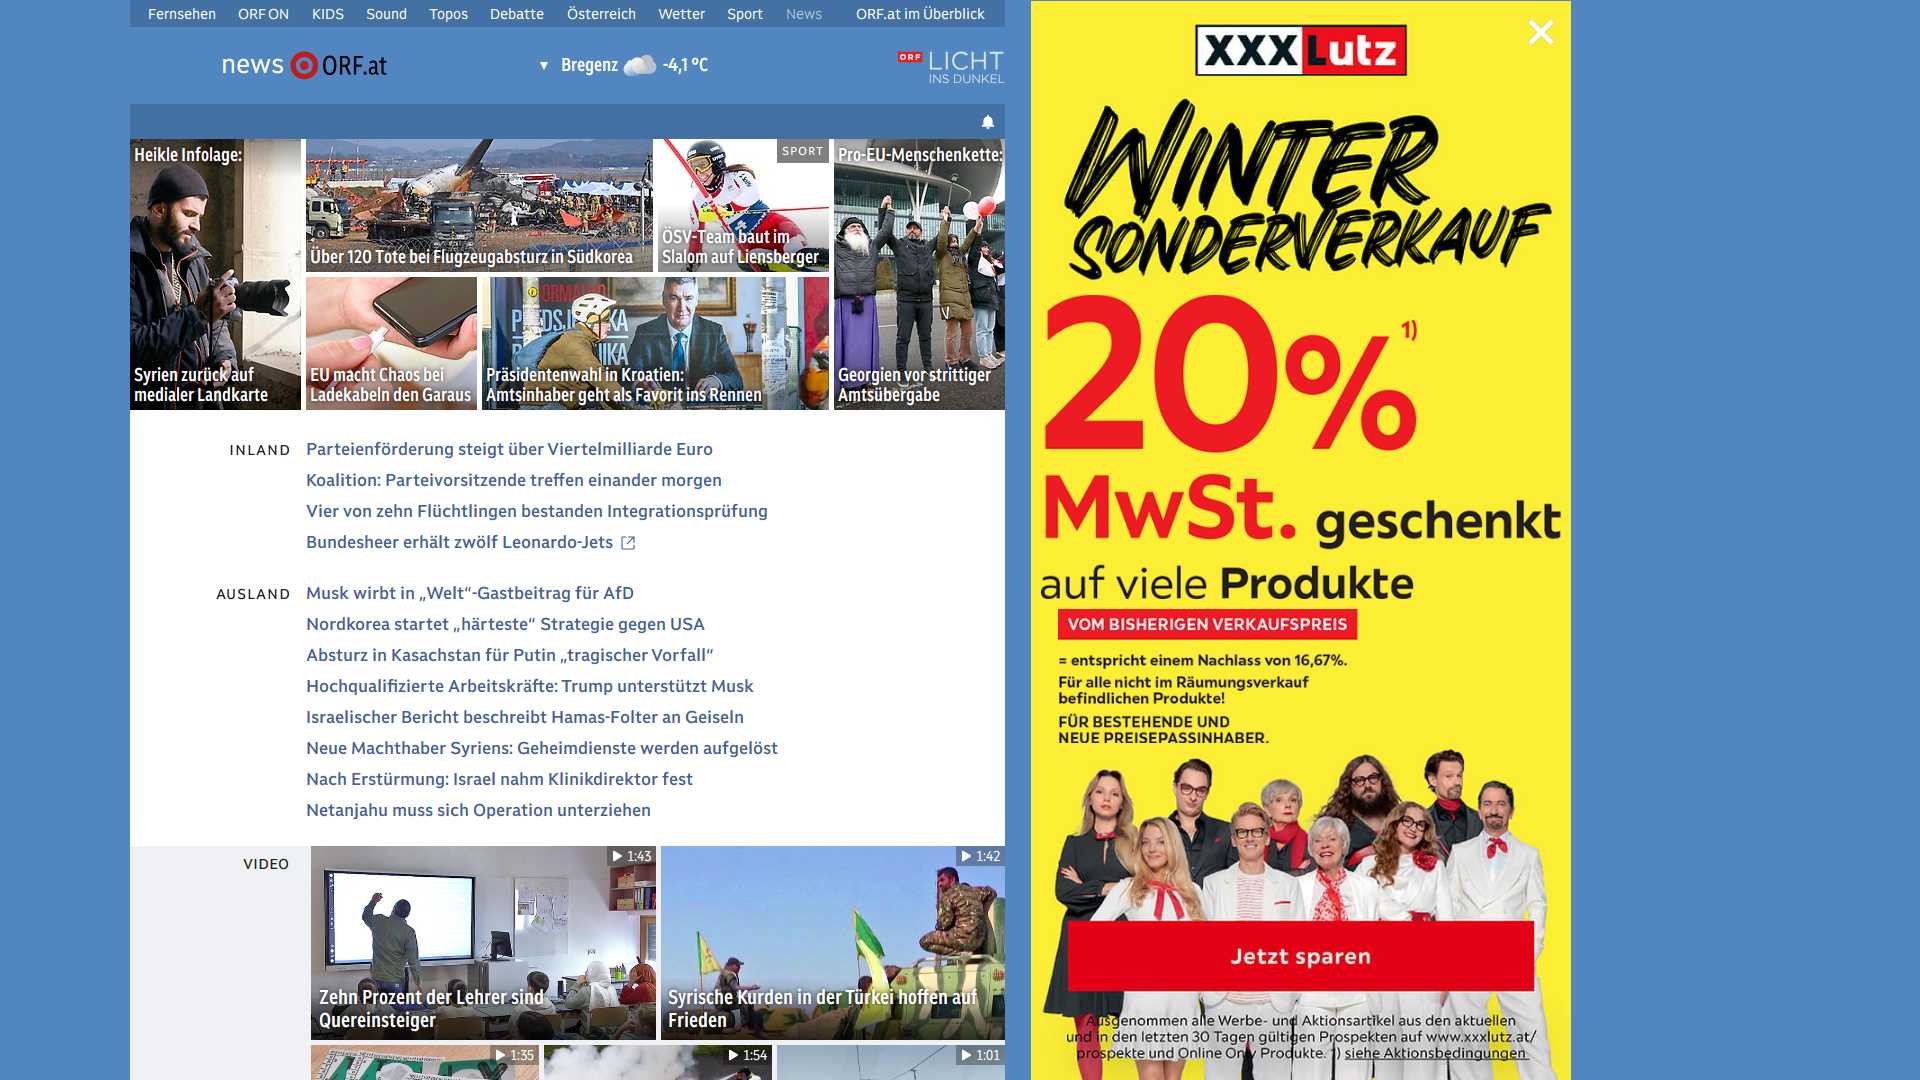 Fernsehen ORF ON KIDS Sound Topos Debatte Österreich Wetter Sport News ORF.at im Überblick
news ORF.at
▼ Bregenz -4,1 °C
ORF LICHT
INS DUNKEL
Heikle Infolage:
Syrien zurück auf
medialer Landkarte
Über 120 Tote bei Flugzeugabsturz in Südkorea
SPORT
ÖSV-Team baut im
Slalom auf Liensberger
Pro-EU-Menschenkette:
Georgien vor strittiger
Amtsübergabe
EU macht Chaos bei
Ladekabeln den Garaus
Präsidentenwahl in Kroatien:
Amtsinhaber geht als Favorit ins Rennen
INLAND
Parteienförderung steigt über Viertelmilliarde Euro
Koalition: Parteivorsitzende treffen einander morgen
Vier von zehn Flüchtlingen bestanden Integrationsprüfung
Bundesheer erhält zwölf Leonardo-Jets
AUSLAND
Musk wirbt in „Welt“-Gastbeitrag für AfD
Nordkorea startet „härteste“ Strategie gegen USA
Absturz in Kasachstan für Putin „tragischer Vorfall“
Hochqualifizierte Arbeitskräfte: Trump unterstützt Musk
Israelischer Bericht beschreibt Hamas-Folter an Geiseln
Neue Machthaber Syriens: Geheimdienste werden aufgelöst
Nach Erstürmung: Israel nahm Klinikdirektor fest
Netanjahu muss sich Operation unterziehen
VIDEO
1:43
Zehn Prozent der Lehrer sind
Quereinsteiger
1:42
Syrische Kurden in der Türkei hoffen auf
Frieden
1:35
1:54
1:01
XXXLutz
WINTER
SONDERVERKAUF
20% 1)
MwSt. geschenkt
auf viele Produkte
VOM BISHERIGEN VERKAUFSPREIS
= entspricht einem Nachlass von 16,67%.
Für alle nicht im Räumungsverkauf
befindlichen Produkte!
FÜR BESTEHENDE UND
NEUE PREISEPASSINHABER.
Jetzt sparen
Ausgenommen alle Werbe- und Aktionsartikel aus den aktuellen
und in den letzten 30 Tagen gültigen Prospekten auf www.xxxlutz.at/
prospekte und Online Only Produkte. 1) siehe Aktionsbedingungen